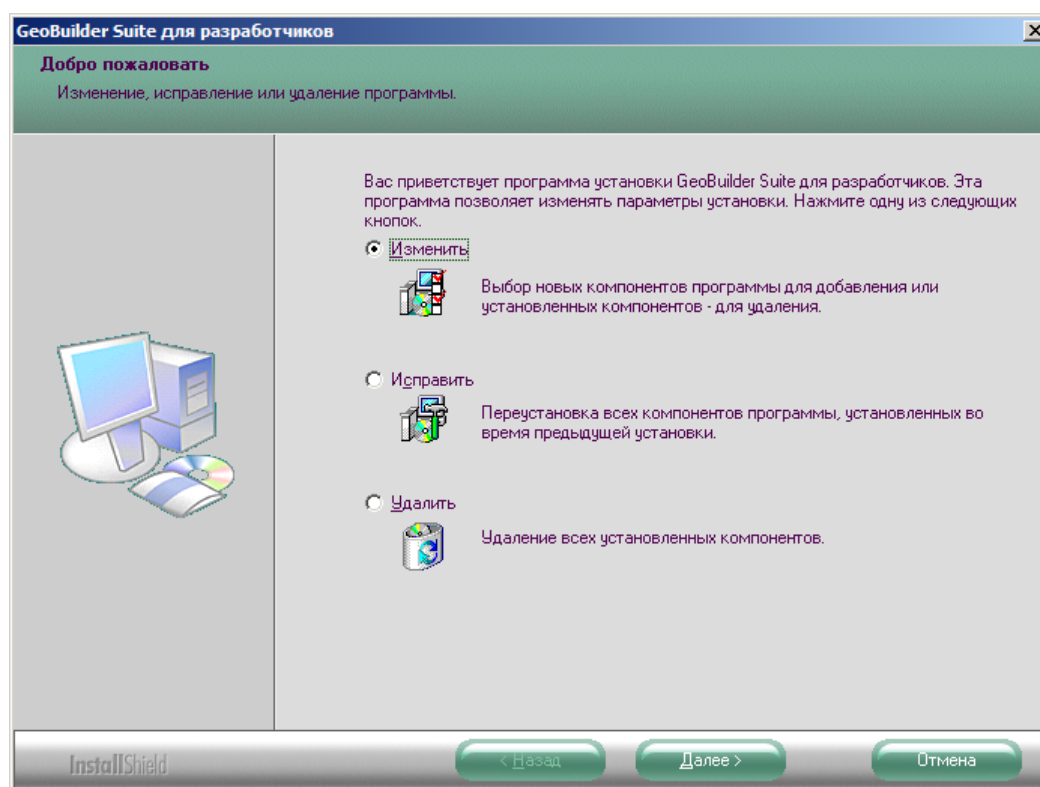 GeoBuilder Suite для разработчиков
Добро пожаловать
Изменение, исправление или удаление программы.
Вас приветствует программа установки GeoBuilder Suite для разработчиков. Эта
программа позволяет изменять параметры установки. Нажмите одну из следующих
кнопок.
Изменить
Выбор новых компонентов программы для добавления или
установленных компонентов - для удаления.
Исправить
Переустановка всех компонентов программы, установленных во
время предыдущей установки.
Удалить
Удаление всех установленных компонентов.
InstallShield
< Назад
Далее >
Отмена